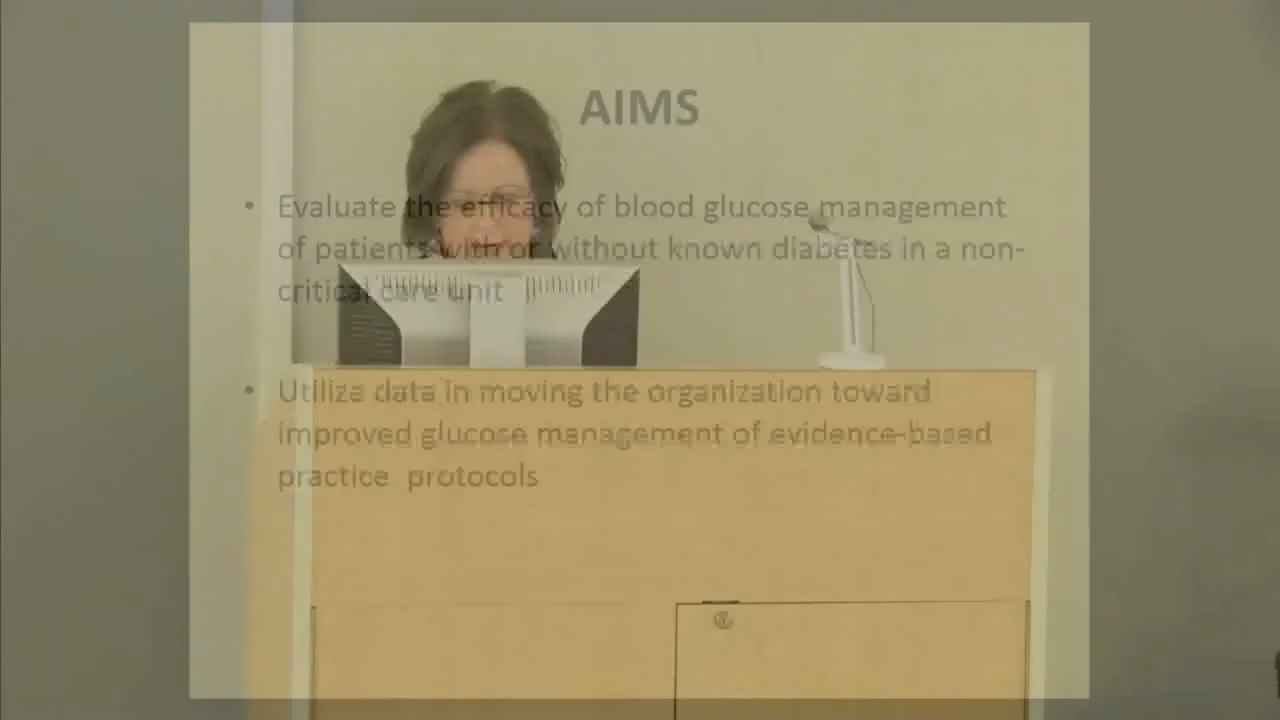 AIMS
• Evaluate the efficacy of blood glucose management
of patients with or without known diabetes in a non-
critical care unit
• Utilize data in moving the organization toward
improved glucose management of evidence-based
practice protocols